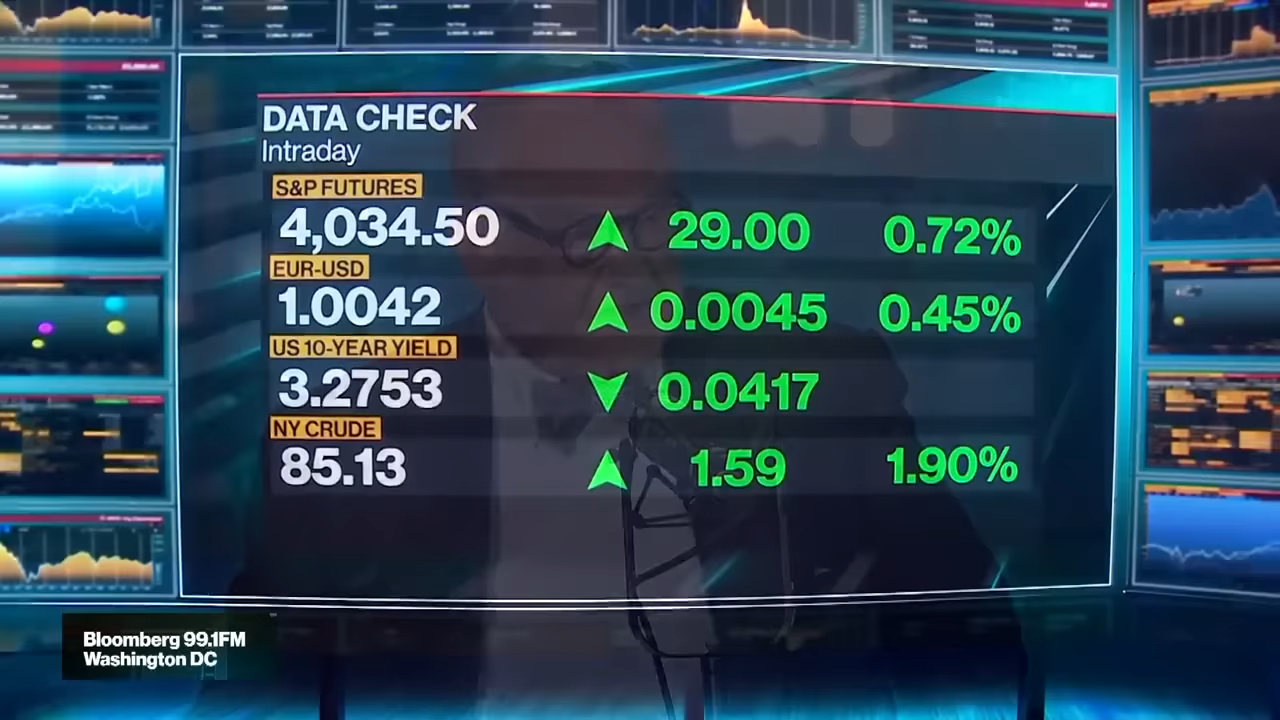 DATA CHECK
Intraday
S&P FUTURES
4,034.50 ▲ 29.00 0.72%
EUR-USD
1.0042 ▲ 0.0045 0.45%
US 10-YEAR YIELD
3.2753 ▼ 0.0417
NY CRUDE
85.13 ▲ 1.59 1.90%
Bloomberg 99.1FM
Washington DC